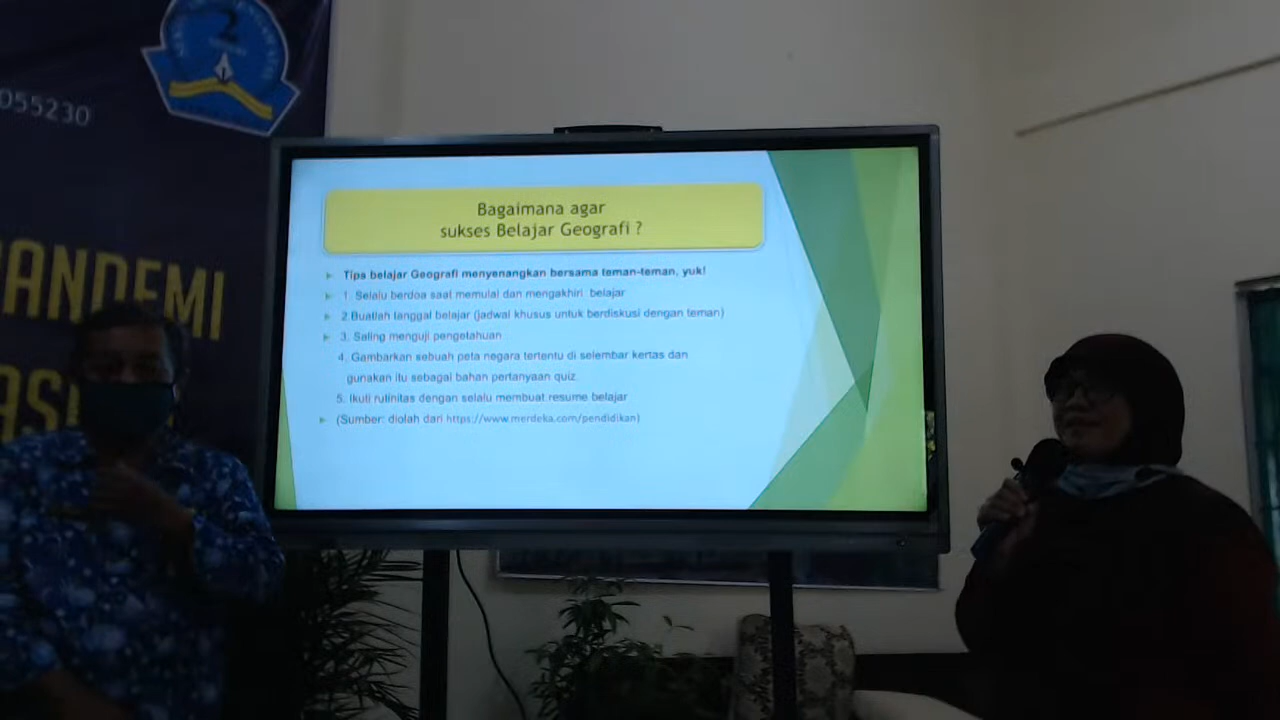 055230
2
ANDEMI
AS
Bagaimana agar
sukses Belajar Geografi ?
Tips belajar Geografi menyenangkan bersama teman-teman, yuk!
1. Selalu berdoa saat memulai dan mengakhiri belajar
2.Buatlah tanggal belajar (jadwal khusus untuk berdiskusi dengan teman)
3. Saling menguji pengetahuan
4. Gambarkan sebuah peta negara tertentu di selembar kertas dan
gunakan itu sebagai bahan pertanyaan quiz.
5. Ikuti rutinitas dengan selalu membuat resume belajar
(Sumber: diolah dari https://www.merdeka.com/pendidikan)